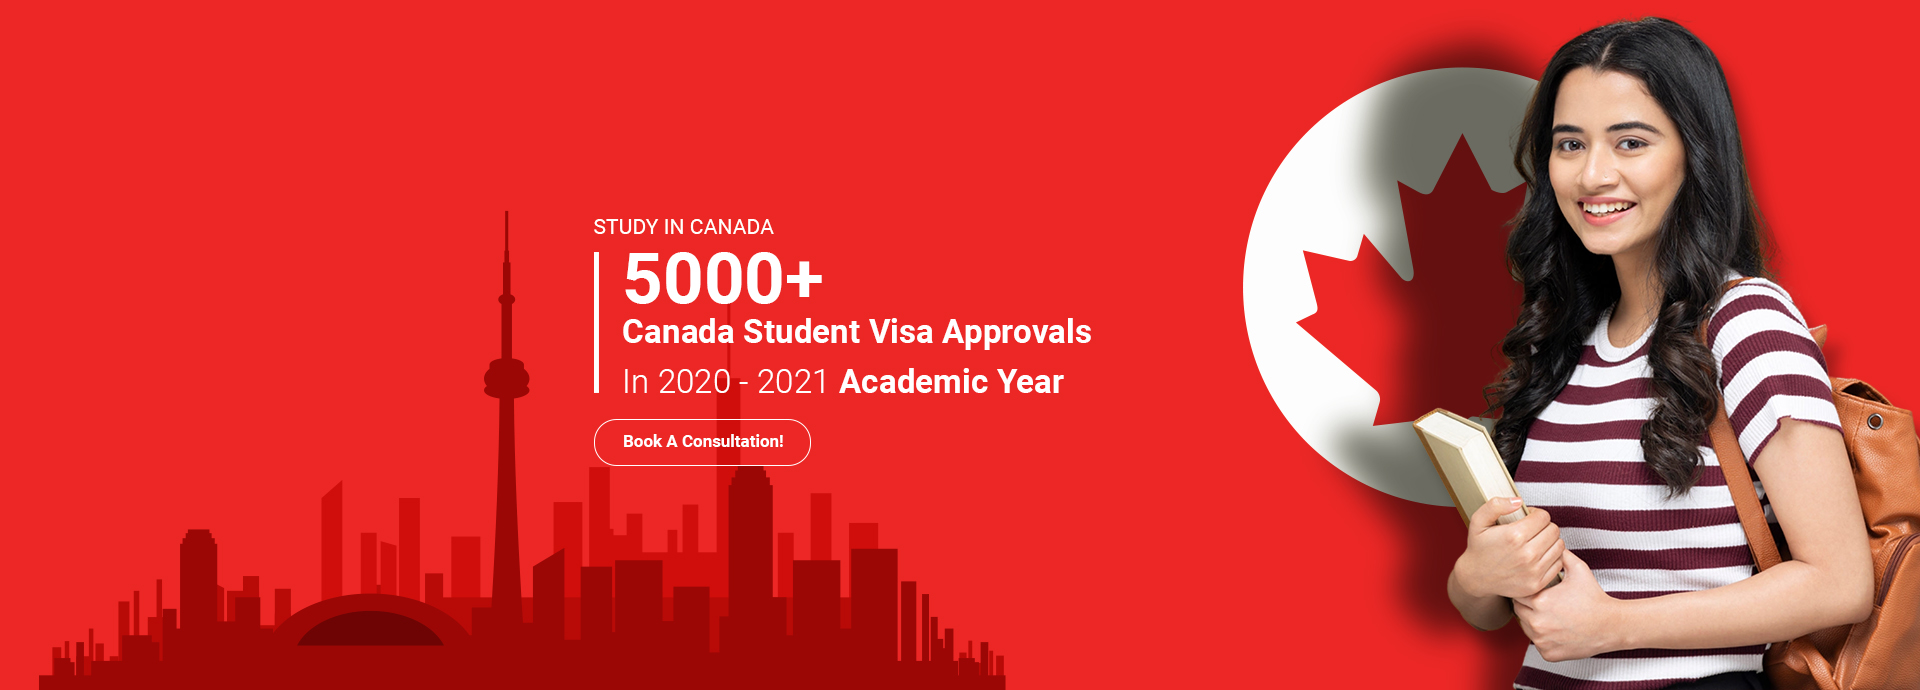 STUDY IN CANADA
5000+
Canada Student Visa Approvals
In 2020 - 2021 Academic Year
Book A Consultation!